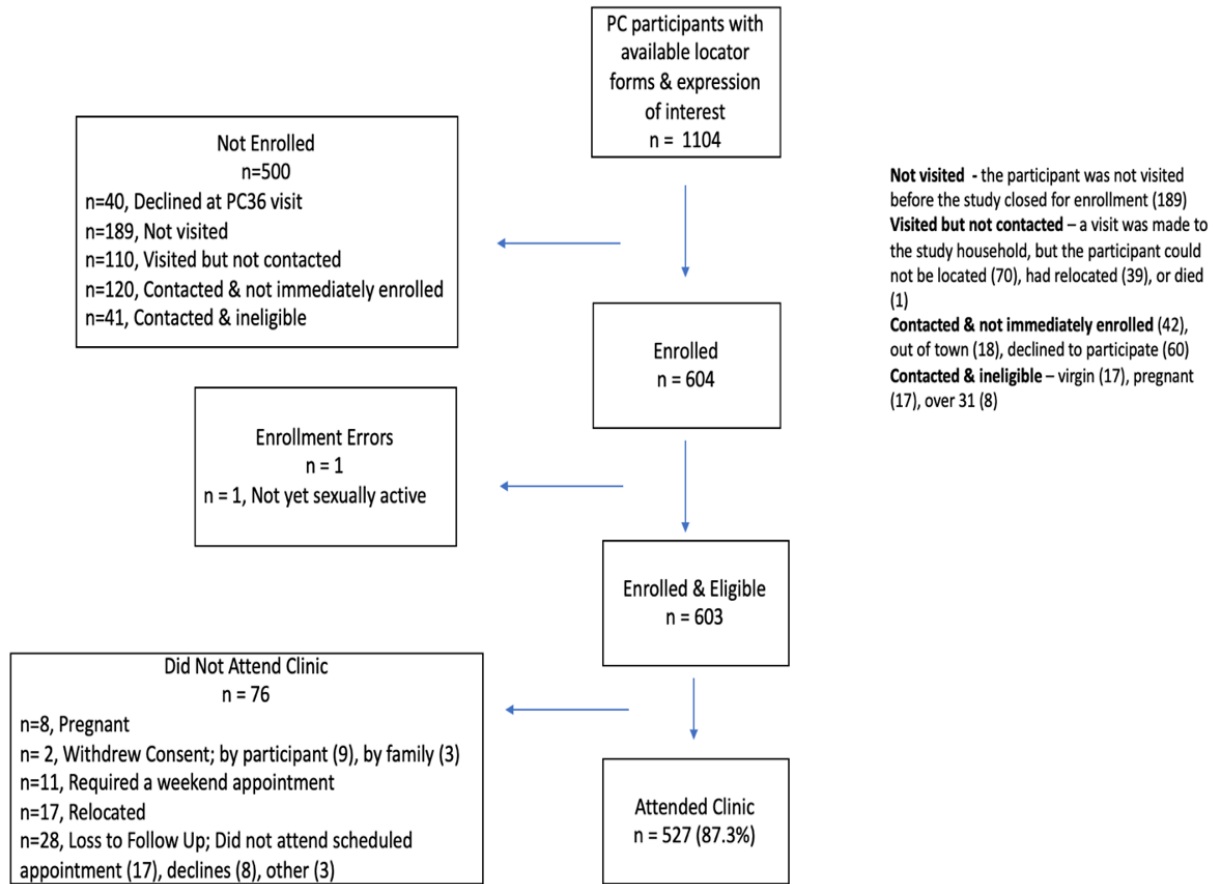 PC participants with
available locator
forms & expression
of interest
n = 1104
Not Enrolled
n=500
n=40, Declined at PC36 visit
n=189, Not visited
n=110, Visited but not contacted
n=120, Contacted & not immediately enrolled
n=41, Contacted & ineligible
Not visited - the participant was not visited
before the study closed for enrollment (189)
Visited but not contacted – a visit was made to
the study household, but the participant could
not be located (70), had relocated (39), or died
(1)
Contacted & not immediately enrolled (42),
out of town (18), declined to participate (60)
Contacted & ineligible – virgin (17), pregnant
(17), over 31 (8)
Enrolled
n = 604
Enrollment Errors
n = 1
n = 1, Not yet sexually active
Enrolled & Eligible
n = 603
Did Not Attend Clinic
n = 76
n=8, Pregnant
n= 2, Withdrew Consent; by participant (9), by family (3)
n=11, Required a weekend appointment
n=17, Relocated
n=28, Loss to Follow Up; Did not attend scheduled
appointment (17), declines (8), other (3)
Attended Clinic
n = 527 (87.3%)